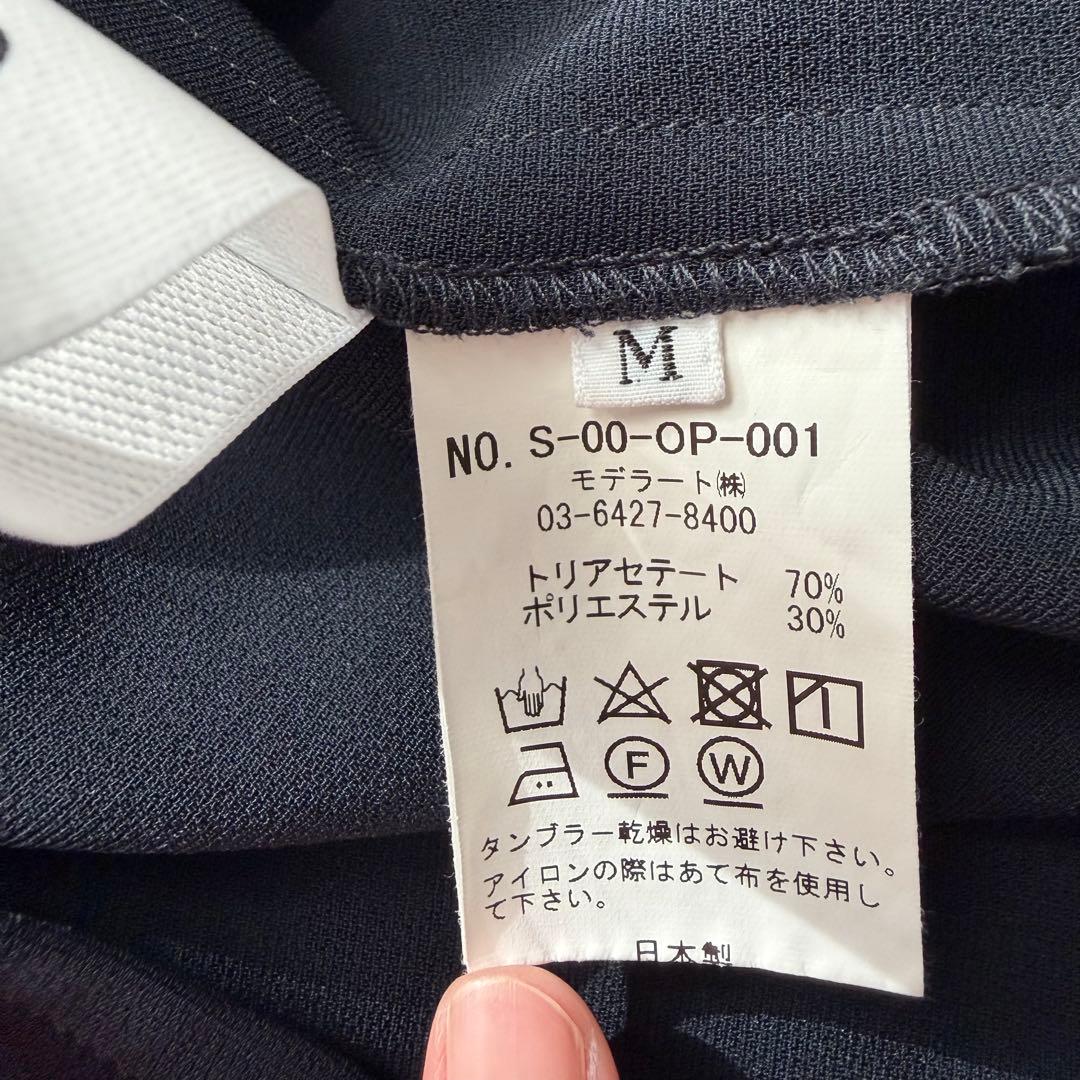 M
NO. S-00-OP-001
モデラート㈱
03-6427-8400
トリアセテート 70%
ポリエステル 30%
F W
タンブラー乾燥はお避け下さい。
アイロンの際はあて布を使用し
て下さい。
日本製